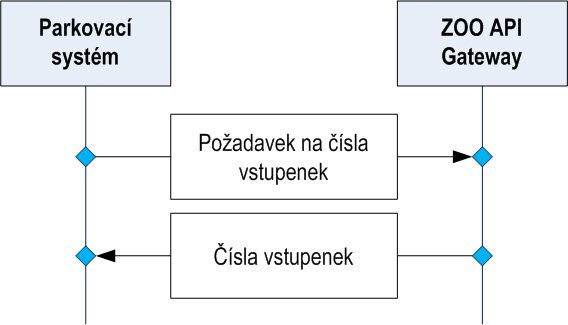 Parkovací
systém
ZOO API
Gateway
Požadavek na čísla
vstupenek
Čísla vstupenek